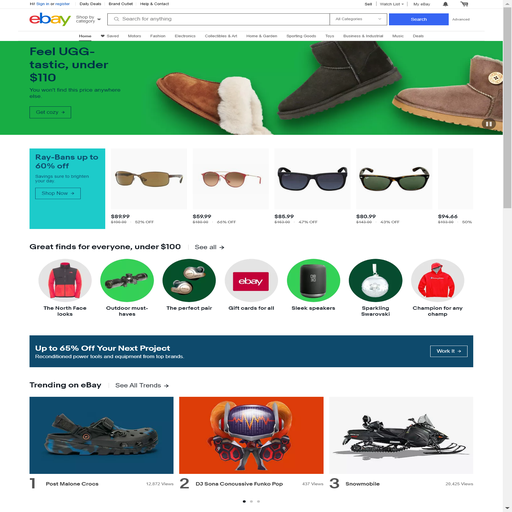 Hi! Sign in or register
Daily Deals
Brand Outlet
Help & Contact
Sell
Watch List
My eBay
ebay
Shop by category
Search for anything
All Categories
Search
Advanced
Home
Saved
Motors
Fashion
Electronics
Collectibles & Art
Home & Garden
Sporting Goods
Toys
Business & Industrial
Music
Deals
Feel UGG-
tastic, under
$110
You won't find this price anywhere
else.
Get cozy →
Ray-Bans up to
60% off
Savings sure to brighten
your day.
Shop Now →
$89.99
52% OFF
$59.99
66% OFF
$85.99
47% OFF
$80.99
43% OFF
$94.66
50%
Great finds for everyone, under $100
See all →
ebay
The North Face
looks
Outdoor must-
haves
The perfect pair
Gift cards for all
Sleek speakers
Sparkling
Swarovski
Champion for any
champ
Up to 65% Off Your Next Project
Reconditioned power tools and equipment from top brands.
Work it →
Trending on eBay
See All Trends →
1 Post Malone Crocs 12,872 Views
2 DJ Sona Concussive Funko Pop 437 Views
3 Snowmobile 25,425 Views